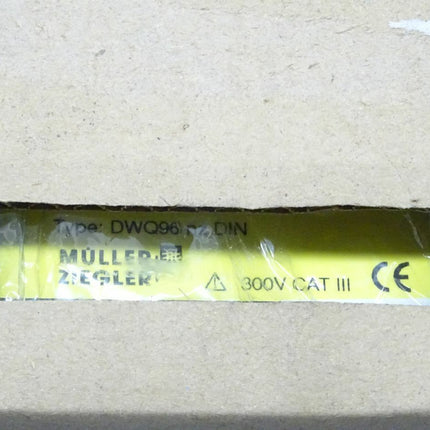 Type: DWQ96 DIN
MÜLLER
ZIEGLER
300V CAT III CE